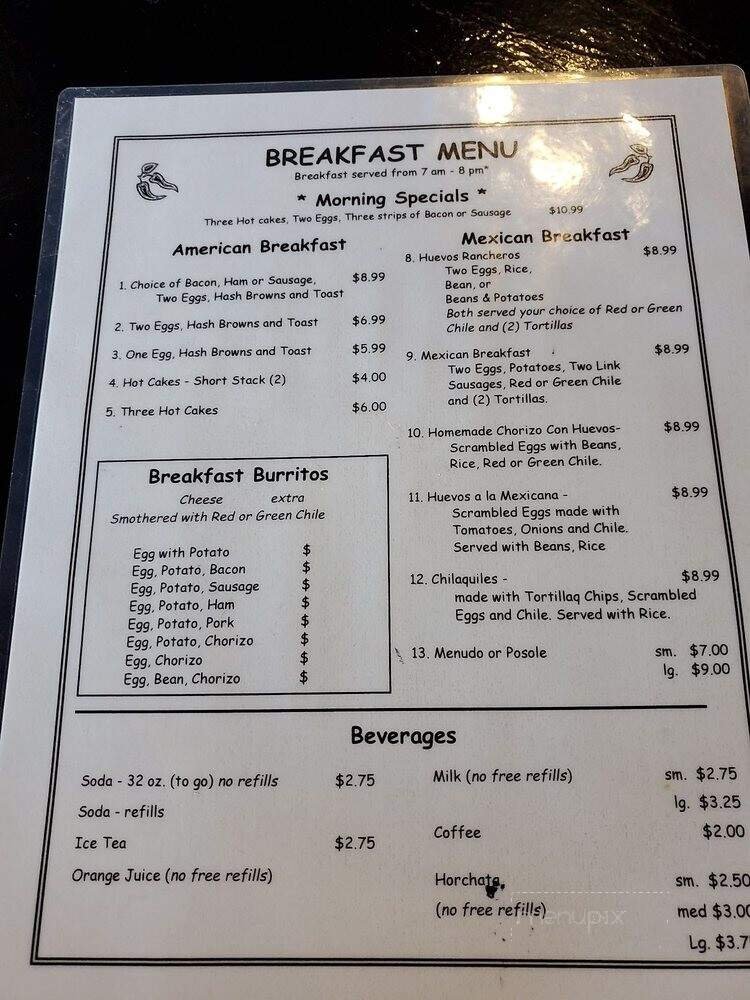 BREAKFAST MENU
Breakfast served from 7 am - 8 pm*
* Morning Specials *
Three Hot cakes, Two Eggs, Three strips of Bacon or Sausage $10.99
American Breakfast
1. Choice of Bacon, Ham or Sausage, $8.99
Two Eggs, Hash Browns and Toast
2. Two Eggs, Hash Browns and Toast $6.99
3. One Egg, Hash Browns and Toast $5.99
4. Hot Cakes - Short Stack (2) $4.00
5. Three Hot Cakes $6.00
Breakfast Burritos
Cheese extra
Smothered with Red or Green Chile
Egg with Potato $
Egg, Potato, Bacon $
Egg, Potato, Sausage $
Egg, Potato, Ham $
Egg, Potato, Pork $
Egg, Potato, Chorizo $
Egg, Chorizo $
Egg, Bean, Chorizo $
Mexican Breakfast
8. Huevos Rancheros $8.99
Two Eggs, Rice,
Bean, or
Beans & Potatoes
Both served your choice of Red or Green
Chile and (2) Tortillas
9. Mexican Breakfast $8.99
Two Eggs, Potatoes, Two Link
Sausages, Red or Green Chile
and (2) Tortillas.
10. Homemade Chorizo Con Huevos- $8.99
Scrambled Eggs with Beans,
Rice, Red or Green Chile.
11. Huevos a la Mexicana - $8.99
Scrambled Eggs made with
Tomatoes, Onions and Chile.
Served with Beans, Rice
12. Chilaquiles - $8.99
made with Tortillaq Chips, Scrambled
Eggs and Chile. Served with Rice.
13. Menudo or Posole sm. $7.00
lg. $9.00
Beverages
Soda - 32 oz. (to go) no refills $2.75
Soda - refills
Ice Tea $2.75
Orange Juice (no free refills)
Milk (no free refills) sm. $2.75
lg. $3.25
Coffee $2.00
Horchata, sm. $2.50
(no free refills) med $3.00
Lg. $3.7
menupix